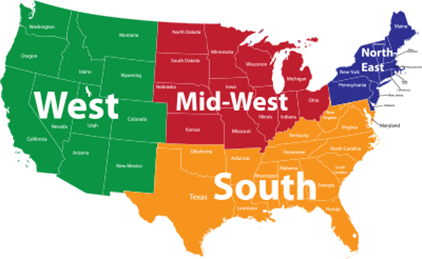 Washington
Montana
North Dakota
Minnesota
Maine
Oregon
Idaho
Wyoming
South Dakota
Wisconsin
Michigan
New York
North-
East
Nebraska
Iowa
Pennsylvania
West
Mid-West
Nevada
Utah
Colorado
Illinois
Indiana
Ohio
California
Kansas
Missouri
West
Virginia
Virginia
Maryland
Kentucky
Arizona
New Mexico
Oklahoma
Arkansas
Tennessee
North Carolina
South
Carolina
South
Texas
Mississippi
Alabama
Georgia
Louisiana
Florida